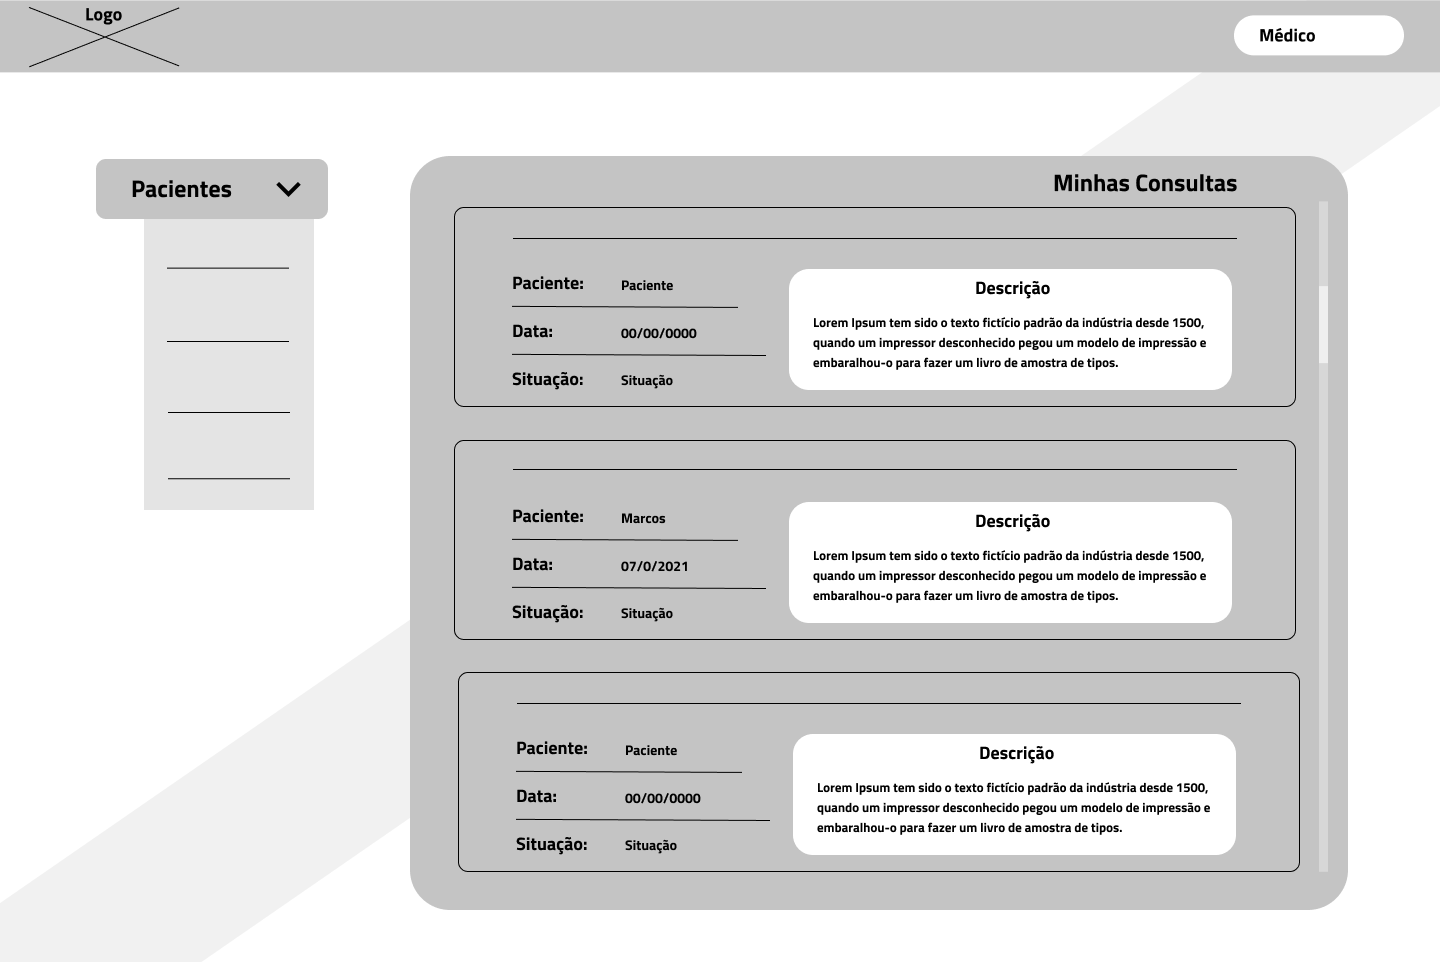 Logo
Médico
Pacientes
Minhas Consultas
Paciente: Paciente
Data: 00/00/0000
Situação: Situação
Descrição
Lorem Ipsum tem sido o texto fictício padrão da indústria desde 1500,
quando um impressor desconhecido pegou um modelo de impressão e
embaralhou-o para fazer um livro de amostra de tipos.
Paciente: Marcos
Data: 07/0/2021
Situação: Situação
Descrição
Lorem Ipsum tem sido o texto fictício padrão da indústria desde 1500,
quando um impressor desconhecido pegou um modelo de impressão e
embaralhou-o para fazer um livro de amostra de tipos.
Paciente: Paciente
Data: 00/00/0000
Situação: Situação
Descrição
Lorem Ipsum tem sido o texto fictício padrão da indústria desde 1500,
quando um impressor desconhecido pegou um modelo de impressão e
embaralhou-o para fazer um livro de amostra de tipos.